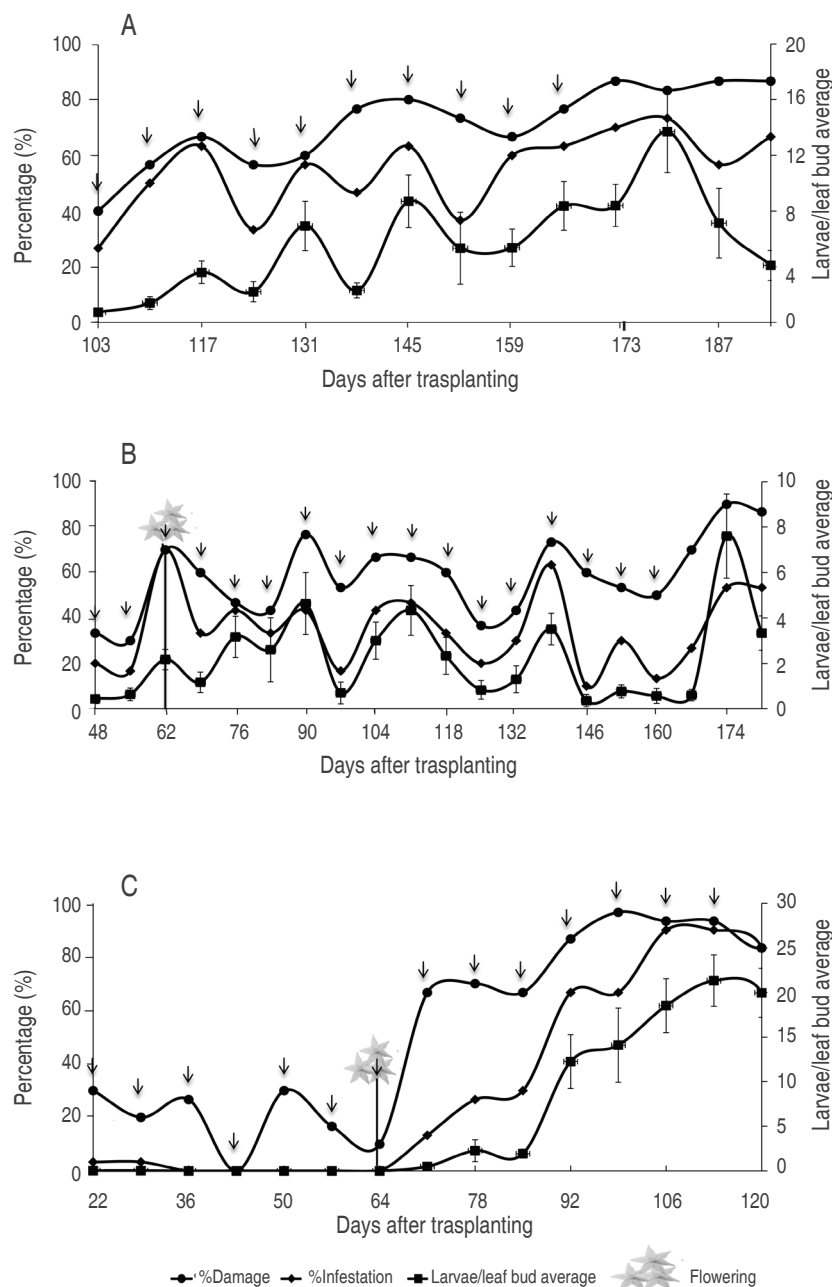 A
100
80
60
40
20
0
Percentage (%)
20
16
12
8
4
0
Larvae/leaf bud average
103 117 131 145 159 173 187
Days after trasplanting
B
100
80
60
40
20
0
Percentage (%)
10
8
6
4
2
0
Larvae/leaf bud average
48 62 76 90 104 118 132 146 160 174
Days after trasplanting
C
100
80
60
40
20
0
Percentage (%)
30
25
20
15
10
5
0
Larvae/leaf bud average
22 36 50 64 78 92 106 120
Days after trasplanting
%Damage %Infestation Larvae/leaf bud average Flowering